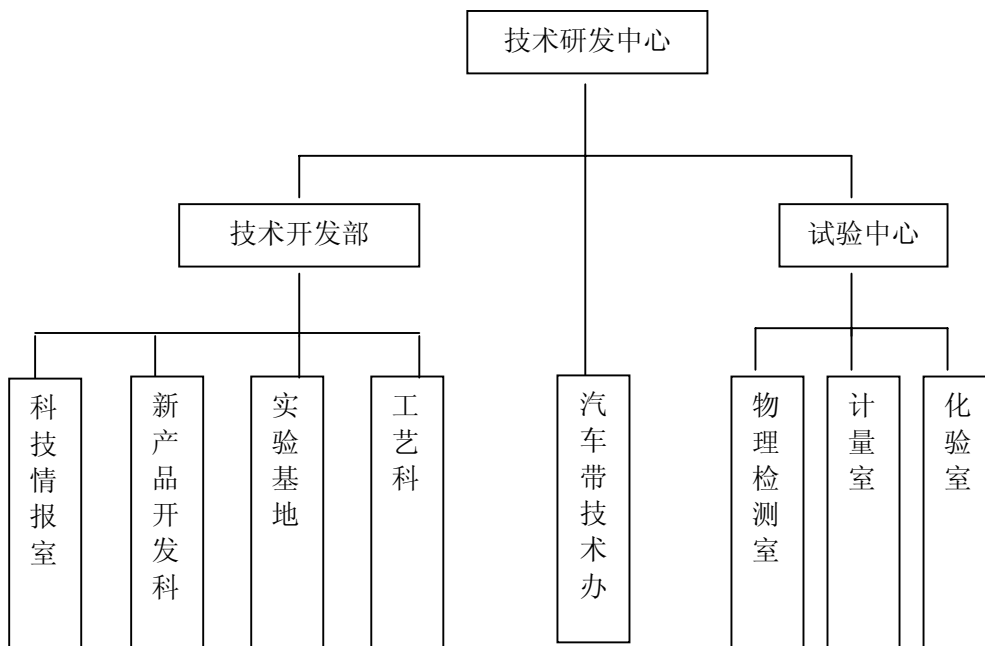 技术研发中心
技术开发部
试验中心
科技情报室
新产品开发科
实验基地
工艺科
汽车带技术办
物理检测室
计量室
化验室